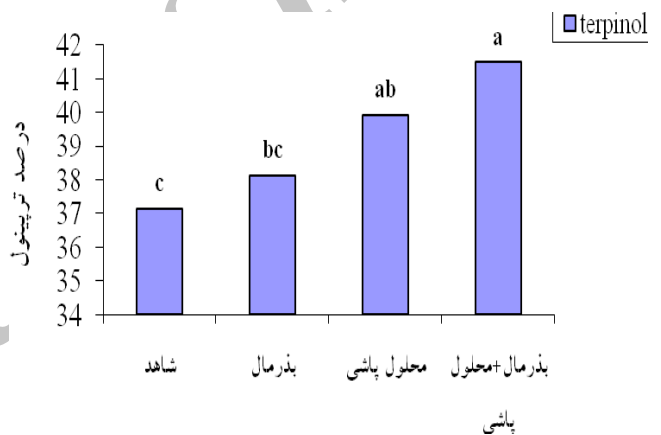 terpinol
42
41
40
39
38
37
36
35
34
درصد ترپینول
c
bc
ab
a
شاهد
بذرمال
محلول پاشی
بذرمال+محلول
پاشی